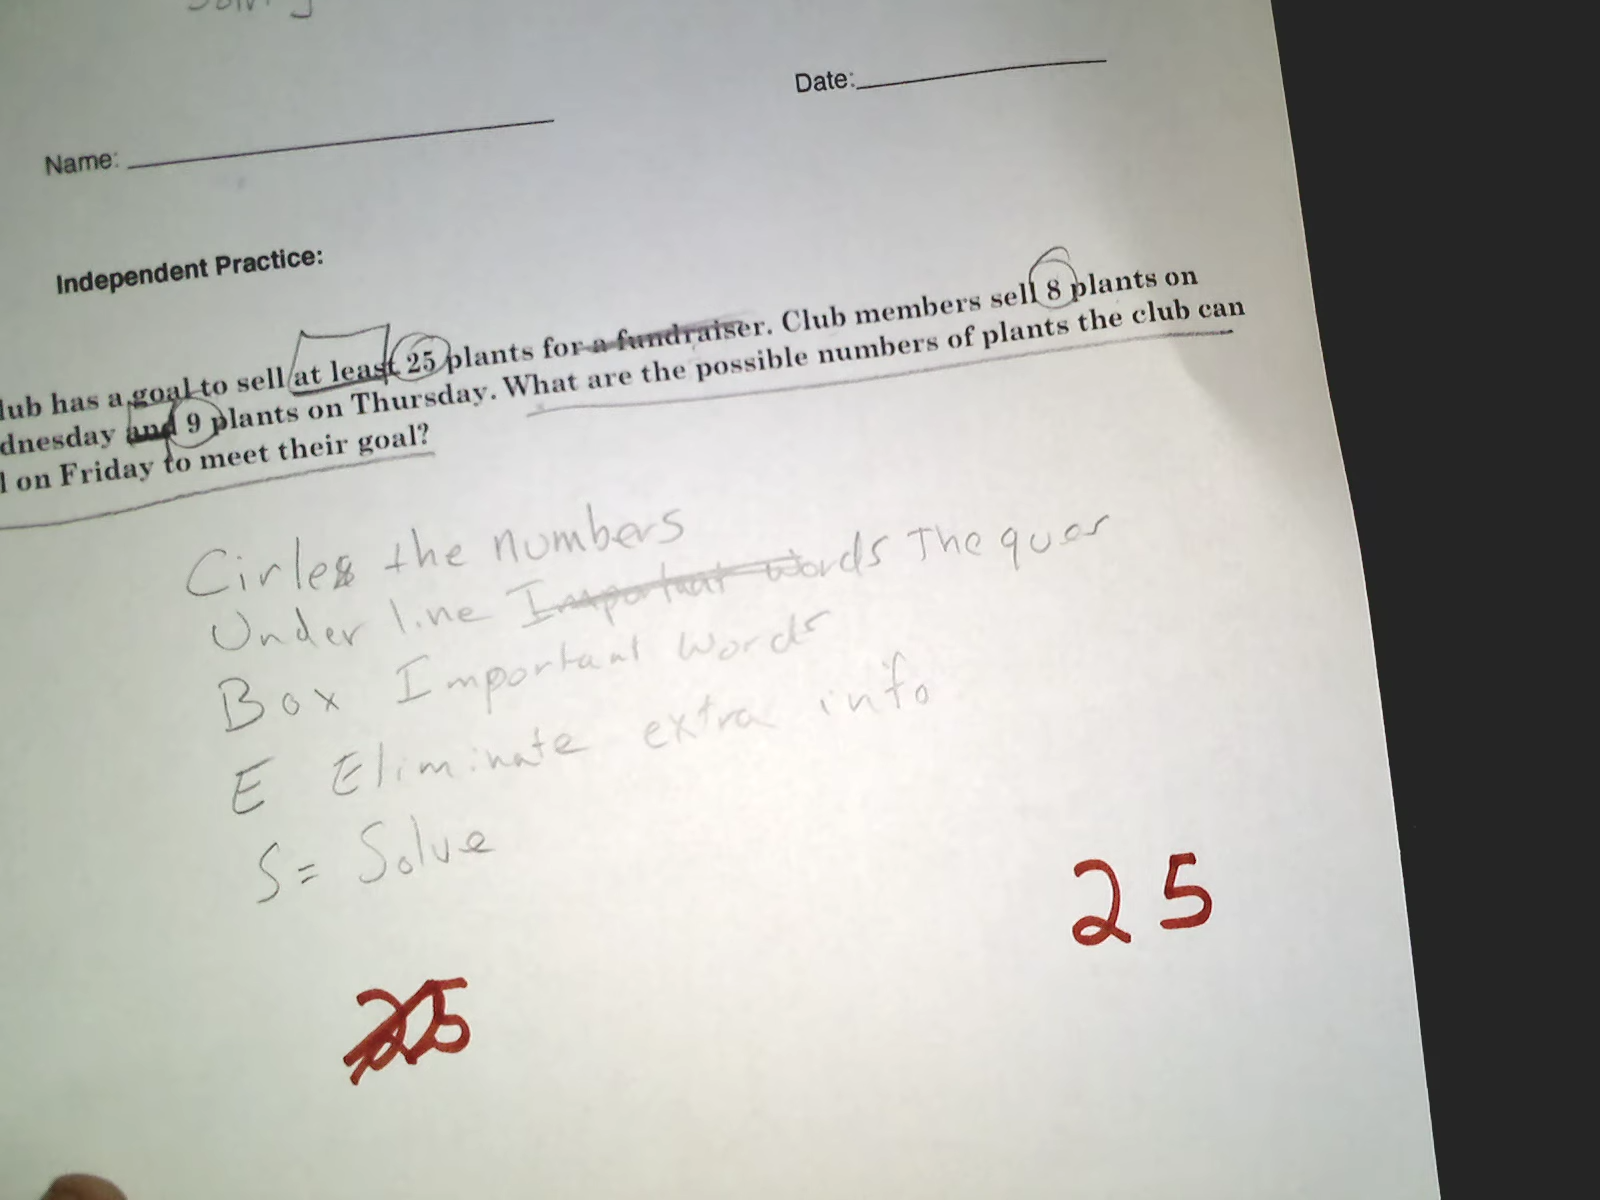 Date:
Name:
Independent Practice:
lub has a goal to sell at least 25 plants for a fundraiser. Club members sell 8 plants on
dnesday and 9 plants on Thursday. What are the possible numbers of plants the club can
l on Friday to meet their goal?
Cirles the numbers
Under line Important Words The ques
Box Important Words
E Eliminate extra info
S= Solve
25
25